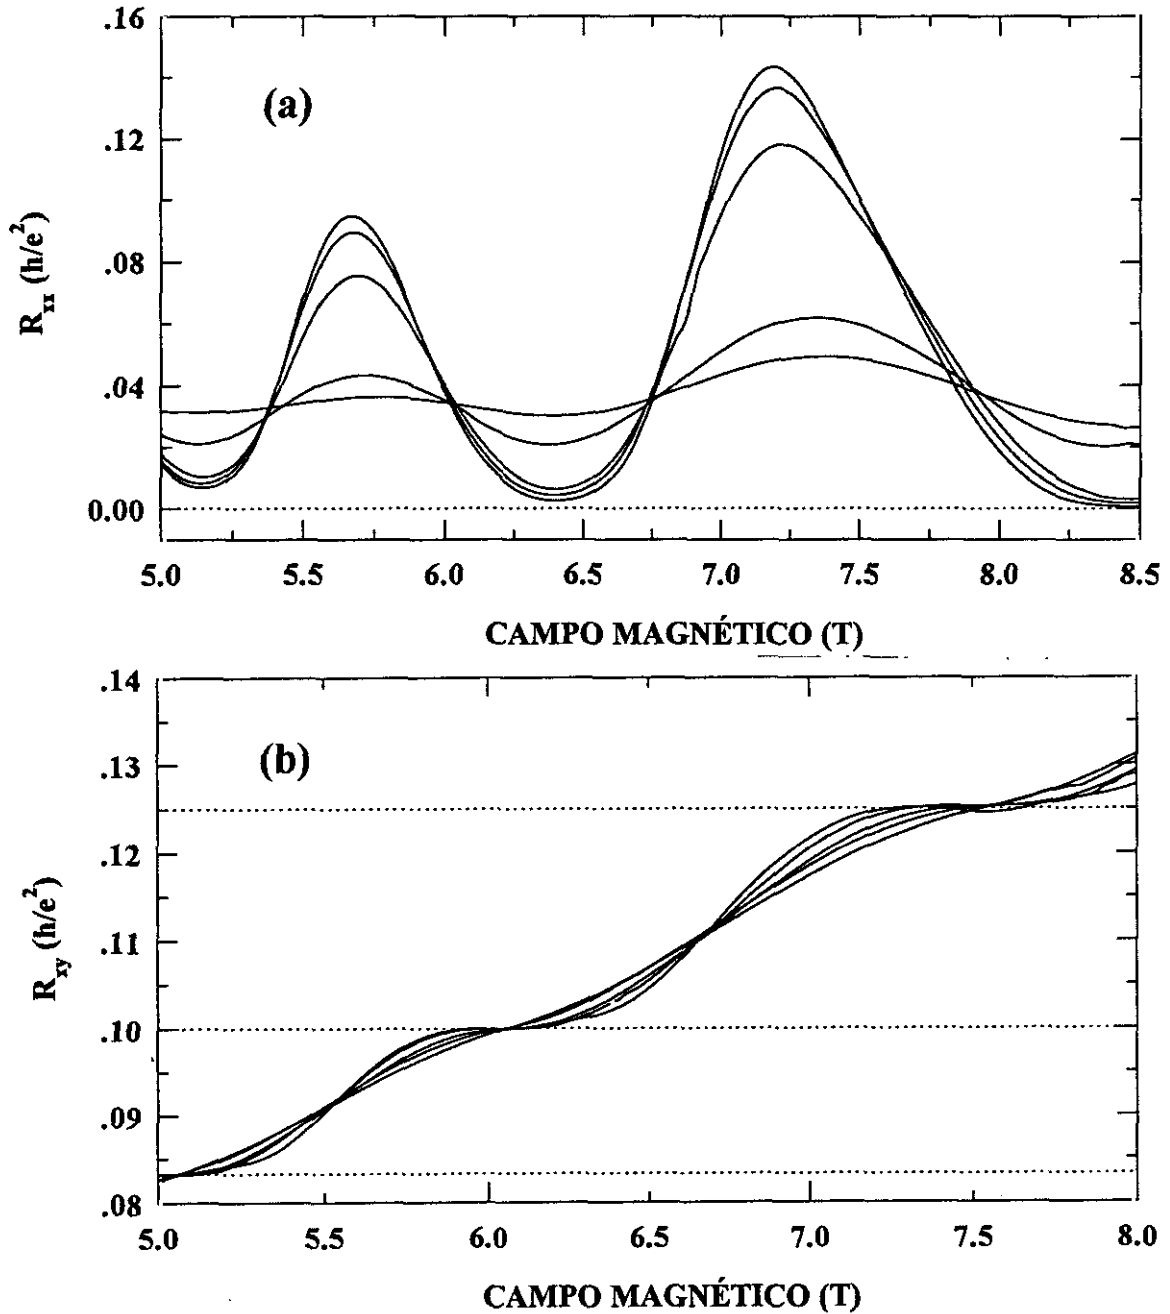 .16
(a)
.12
.08
.04
0.00
R_xx (h/e^2)
5.0 5.5 6.0 6.5 7.0 7.5 8.0 8.5
CAMPO MAGNÉTICO (T)
.14
(b)
.13
.12
.11
.10
.09
.08
R_xy (h/e^2)
5.0 5.5 6.0 6.5 7.0 7.5 8.0
CAMPO MAGNÉTICO (T)